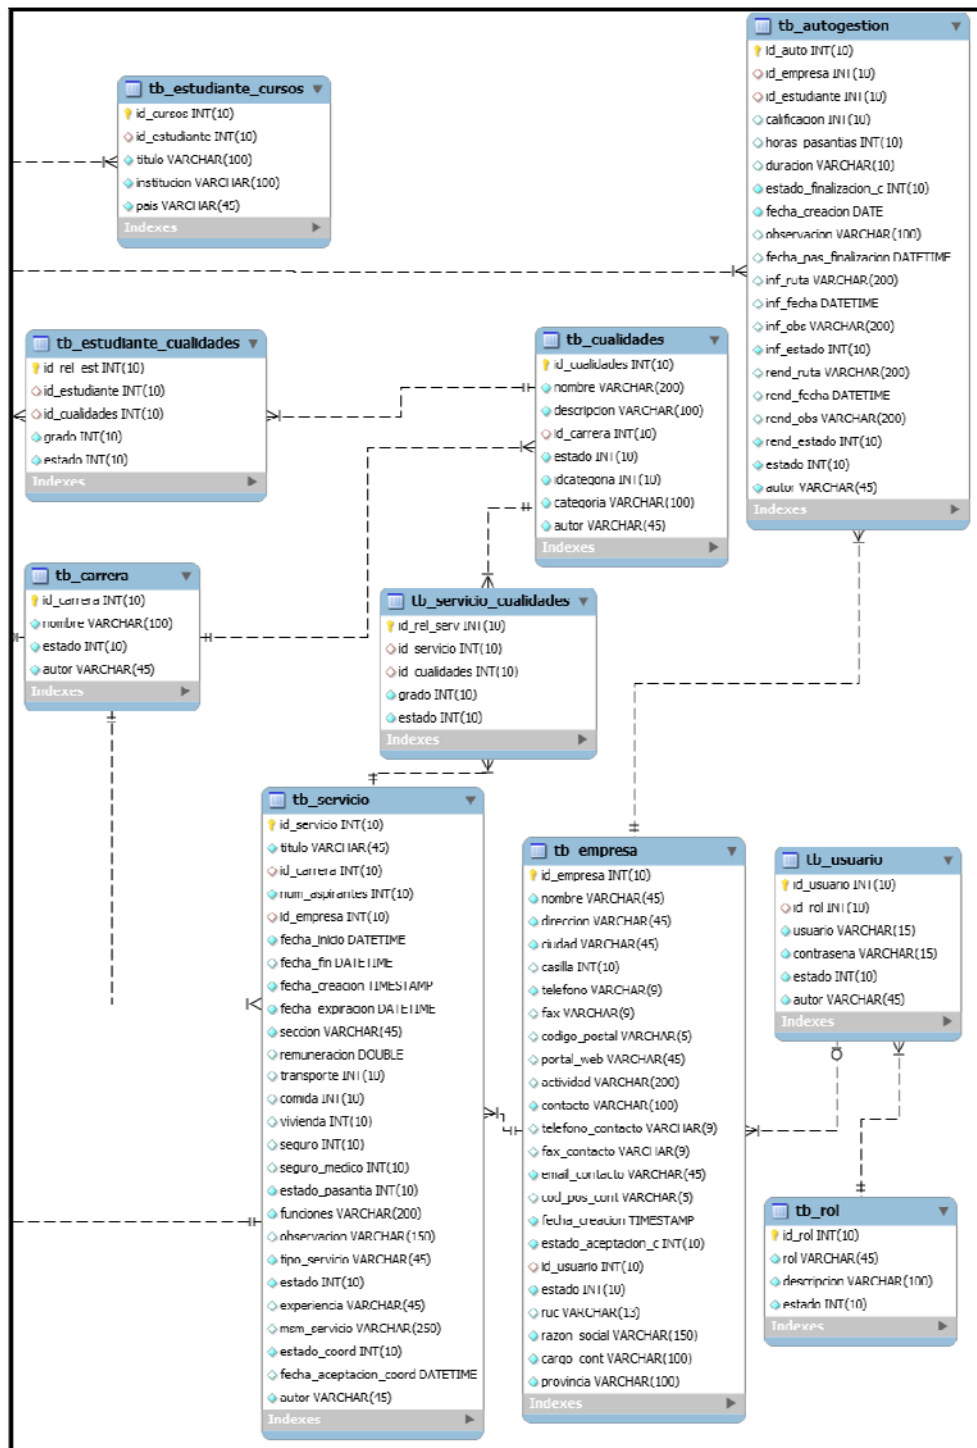 tb_estudiante_cursos
id_cursos INT(10)
id_estudiante INT(10)
titulo VARCHAR(100)
institucion VARCHAR(100)
pais VARCHAR(45)
Indexes
tb_autogestion
id_auto INT(10)
id_empresa INT(10)
id_estudiante INT(10)
calificacion INT(10)
horas_pasantias INT(10)
duracion VARCHAR(10)
estado_finalizacion_c INT(10)
fecha_creacion DATE
observacion VARCHAR(100)
fecha_pas_finalizacion DATETIME
inf_ruta VARCHAR(200)
inf_fecha DATETIME
inf_obs VARCHAR(200)
inf_estado INT(10)
rend_ruta VARCHAR(200)
rend_fecha DATETIME
rend_obs VARCHAR(200)
rend_estado INT(10)
estado INT(10)
autor VARCHAR(45)
Indexes
tb_estudiante_cualidades
id_rel_est INT(10)
id_estudiante INT(10)
id_cualidades INT(10)
grado INT(10)
estado INT(10)
Indexes
tb_cualidades
id_cualidades INT(10)
nombre VARCHAR(200)
descripcion VARCHAR(100)
id_carrera INT(10)
estado INT(10)
idcategoria INT(10)
categoria VARCHAR(100)
autor VARCHAR(45)
Indexes
tb_carrera
id_carrera INT(10)
nombre VARCHAR(100)
estado INT(10)
autor VARCHAR(45)
Indexes
tb_servicio_cualidades
id_rel_serv INT(10)
id_servicio INT(10)
id_cualidades INT(10)
grado INT(10)
estado INT(10)
Indexes
tb_servicio
id_servicio INT(10)
titulo VARCHAR(45)
id_carrera INT(10)
num_aspirantes INT(10)
id_empresa INT(10)
fecha_inicio DATETIME
fecha_fin DATETIME
fecha_creacion TIMESTAMP
fecha_expiracion DATETIME
seccion VARCHAR(45)
remuneracion DOUBLE
transporte INT(10)
comida INT(10)
vivienda INT(10)
seguro INT(10)
seguro_medico INT(10)
estado_pasantia INT(10)
funciones VARCHAR(200)
observacion VARCHAR(150)
tipo_servicio VARCHAR(45)
estado INT(10)
experiencia VARCHAR(45)
msm_servicio VARCHAR(250)
estado_coord INT(10)
fecha_aceptacion_coord DATETIME
autor VARCHAR(45)
Indexes
tb_empresa
id_empresa INT(10)
nombre VARCHAR(45)
direccion VARCHAR(45)
ciudad VARCHAR(45)
casilla INT(10)
telefono VARCHAR(9)
fax VARCHAR(9)
codigo_postal VARCHAR(5)
portal_web VARCHAR(45)
actividad VARCHAR(200)
contacto VARCHAR(100)
telefono_contacto VARCHAR(9)
fax_contacto VARCHAR(9)
email_contacto VARCHAR(45)
cod_pos_cont VARCHAR(5)
fecha_creacion TIMESTAMP
estado_aceptacion_c INT(10)
id_usuario INT(10)
estado INT(10)
ruc VARCHAR(13)
razon_social VARCHAR(150)
cargo_cont VARCHAR(100)
provincia VARCHAR(100)
Indexes
tb_usuario
id_usuario INT(10)
id_rol INT(10)
usuario VARCHAR(15)
contrasena VARCHAR(15)
estado INT(10)
autor VARCHAR(45)
Indexes
tb_rol
id_rol INT(10)
rol VARCHAR(45)
descripcion VARCHAR(100)
estado INT(10)
Indexes